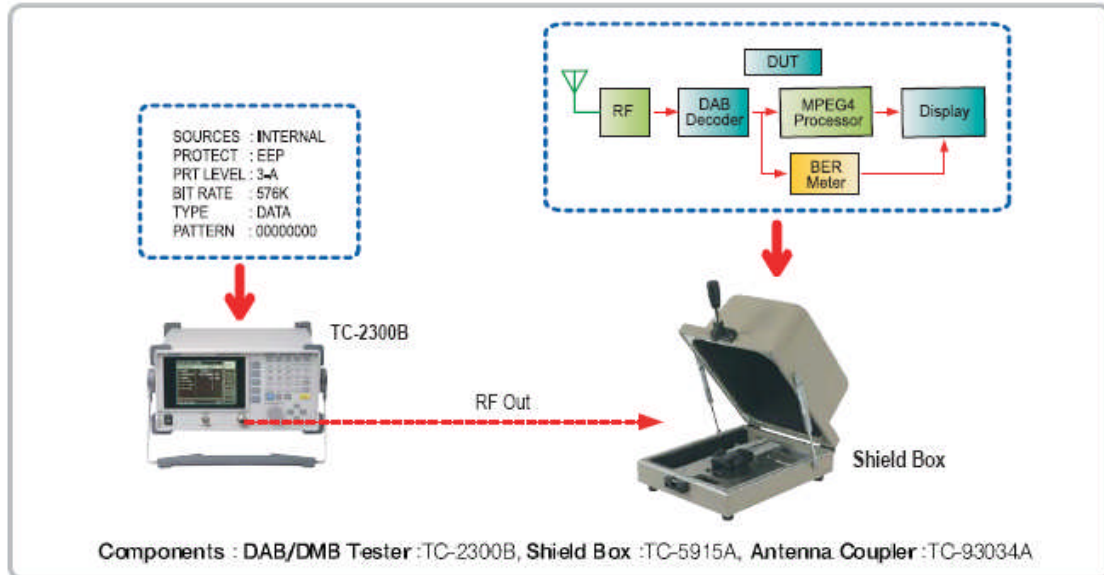 DUT
RF
DAB
Decoder
MPEG4
Processor
Display
BER
Meter
SOURCES : INTERNAL
PROTECT : EEP
PRT LEVEL : 3-A
BIT RATE : 576K
TYPE : DATA
PATTERN : 00000000
TC-2300B
RF Out
Shield Box
Components : DAB/DMB Tester :TC-2300B, Shield Box :TC-5915A, Antenna Coupler :TC-93034A